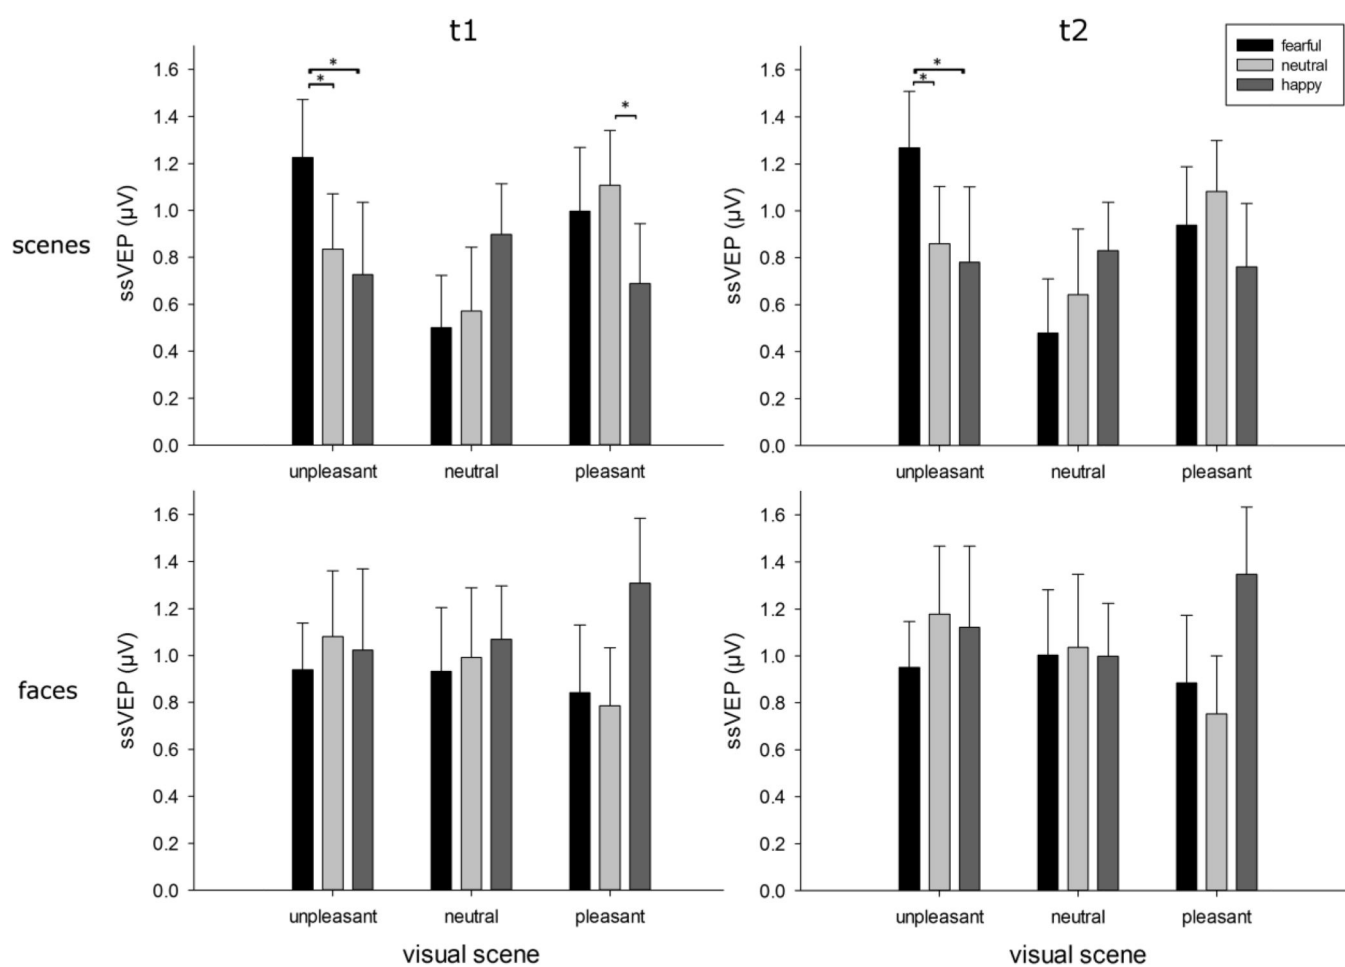 t1
t2
fearful
neutral
happy
scenes
ssVEP (µV)
1.6
1.4
1.2
1.0
0.8
0.6
0.4
0.2
0.0
* *
*
unpleasant neutral pleasant
ssVEP (µV)
1.6
1.4
1.2
1.0
0.8
0.6
0.4
0.2
0.0
* *
unpleasant neutral pleasant
faces
ssVEP (µV)
1.6
1.4
1.2
1.0
0.8
0.6
0.4
0.2
0.0
unpleasant neutral pleasant
visual scene
ssVEP (µV)
1.6
1.4
1.2
1.0
0.8
0.6
0.4
0.2
0.0
unpleasant neutral pleasant
visual scene